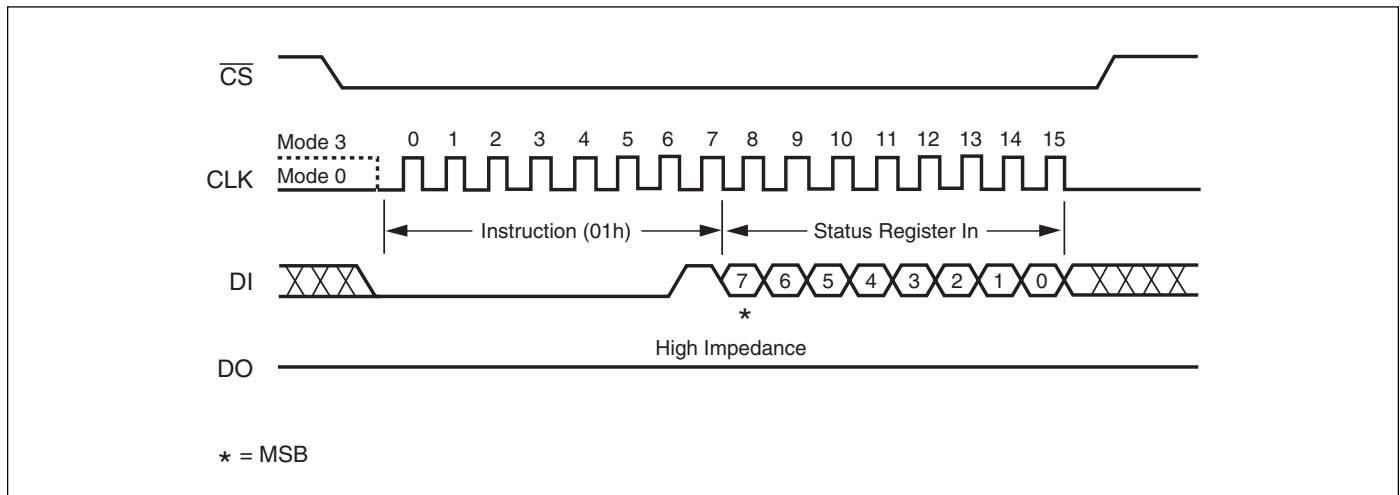 CS
Mode 3
0 1 2 3 4 5 6 7 8 9 10 11 12 13 14 15
CLK
Mode 0
Instruction (01h)
Status Register In
DI
7 6 5 4 3 2 1 0
*
High Impedance
DO
* = MSB